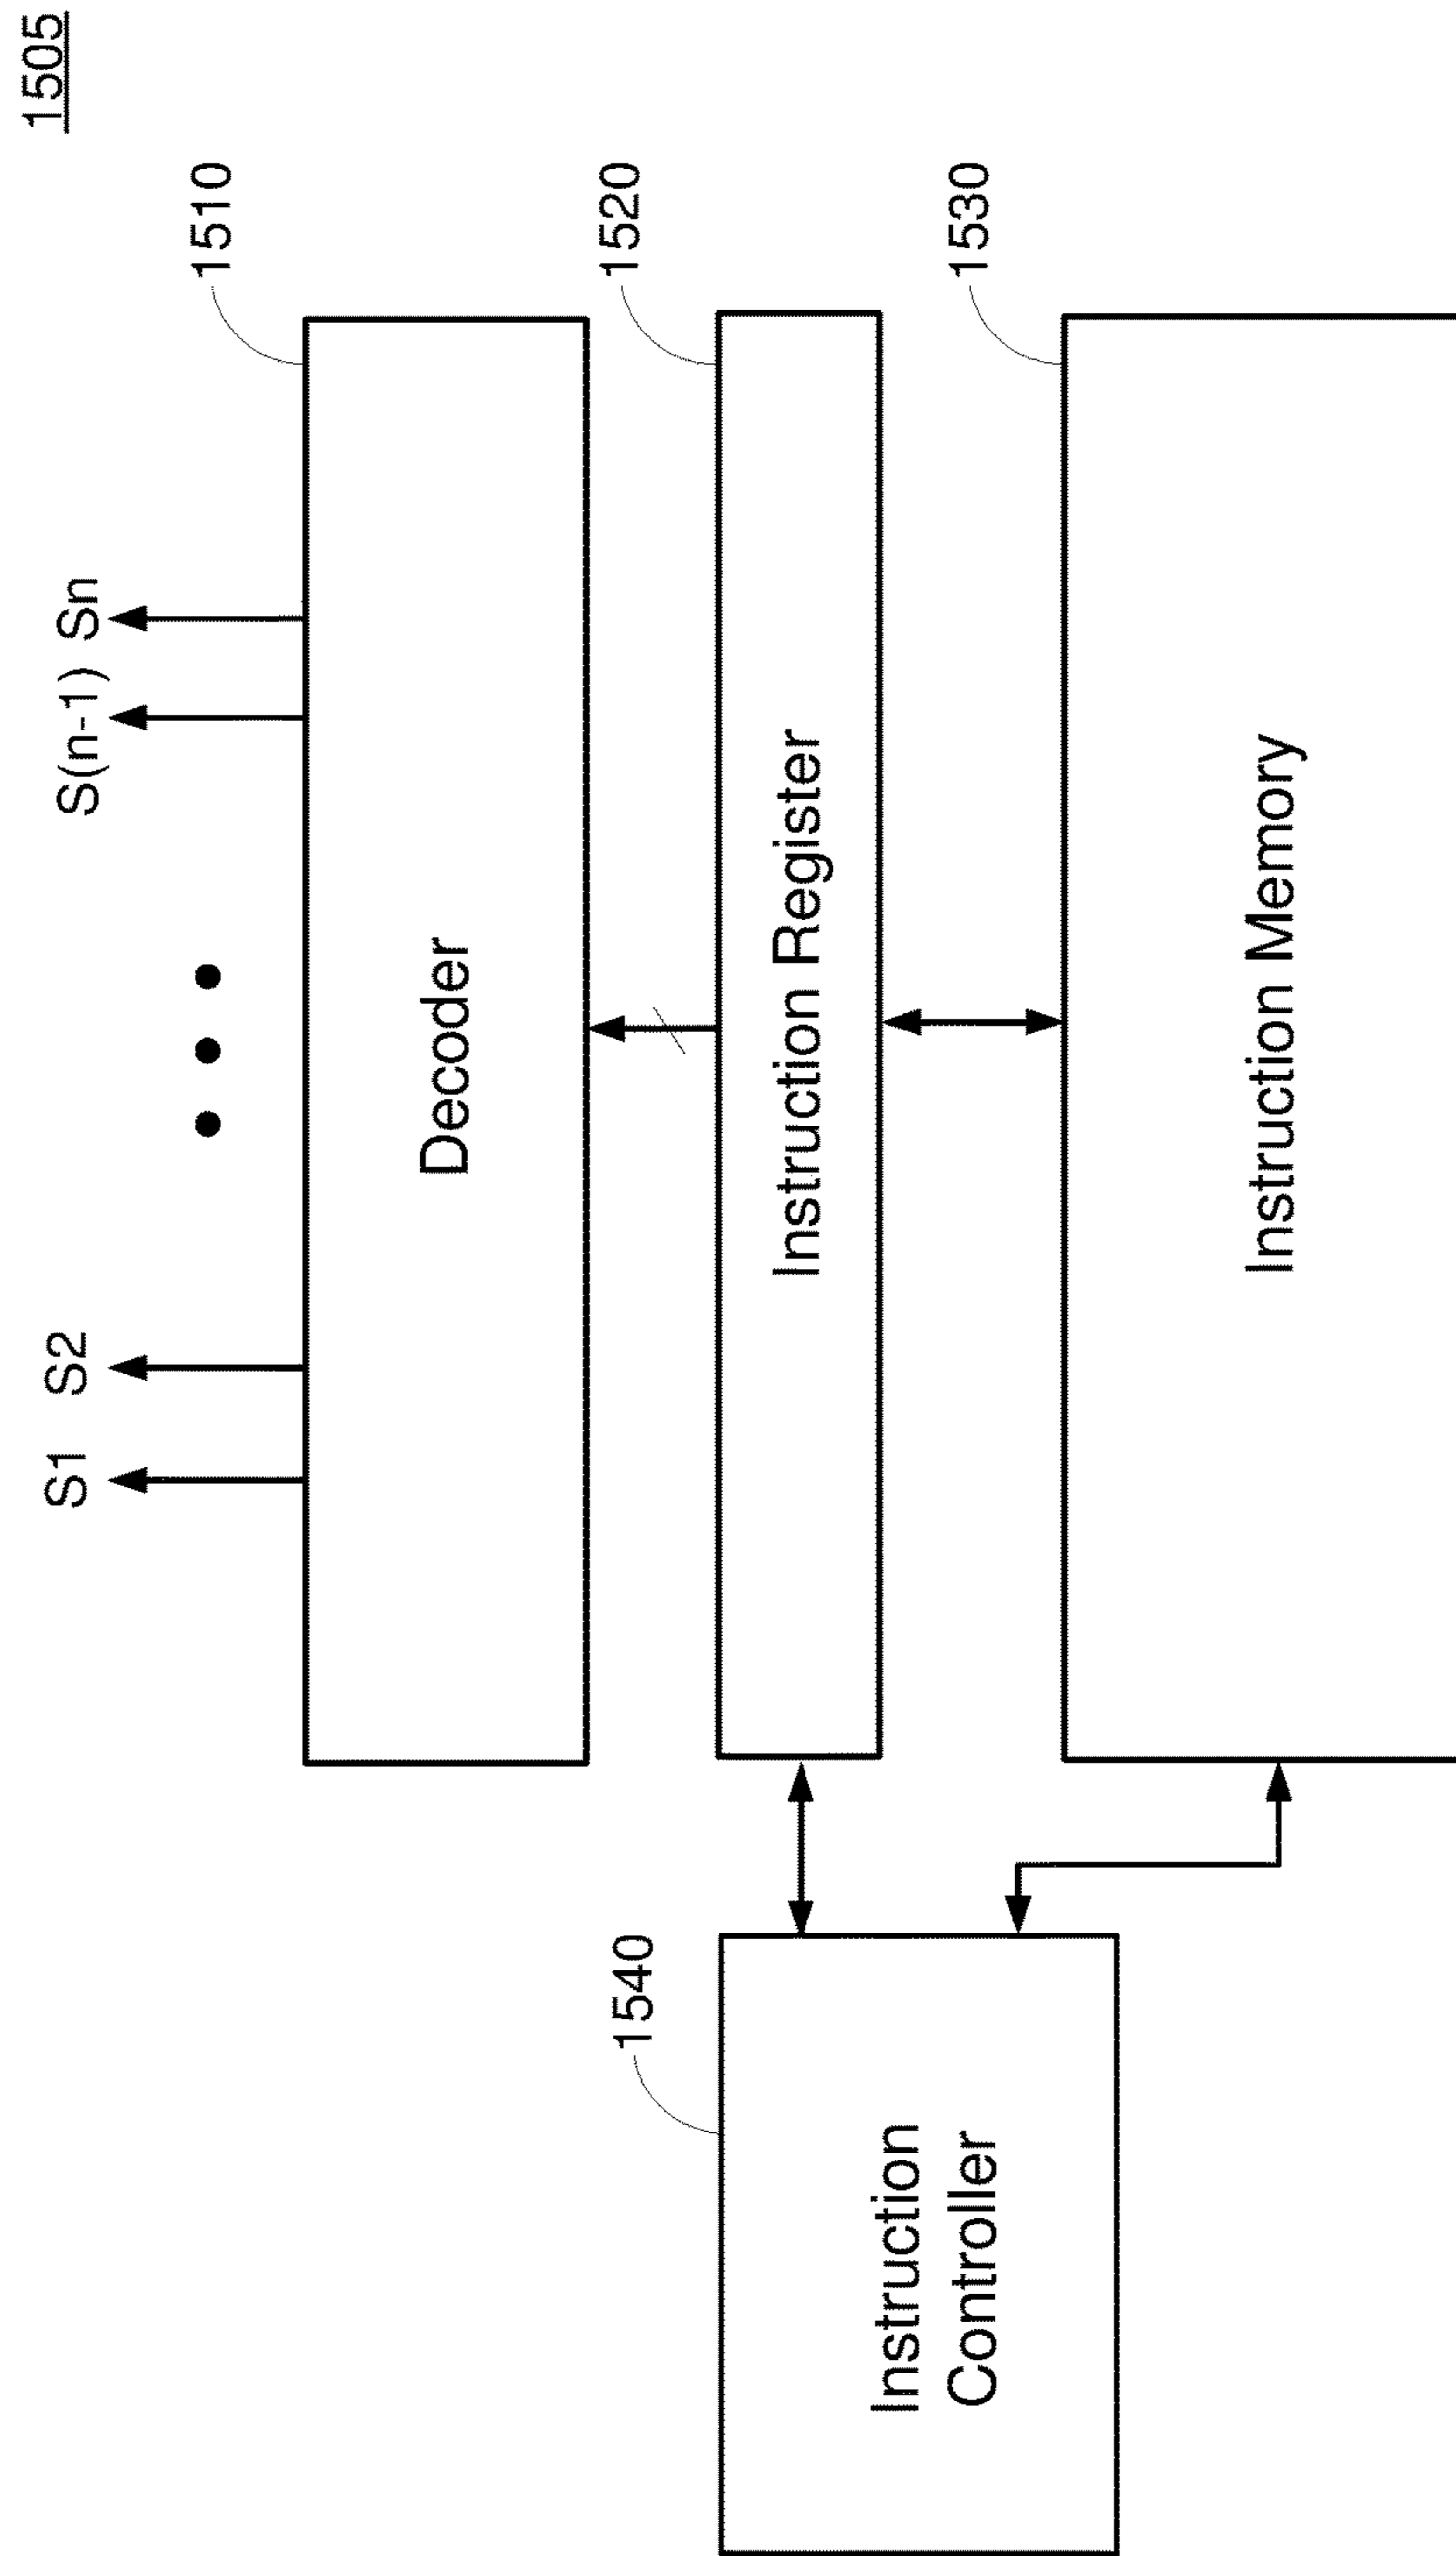 1505
S1 S2 S(n-1) Sn
1510
Decoder
1520
Instruction Register
1540
Instruction
Controller
1530
Instruction Memory